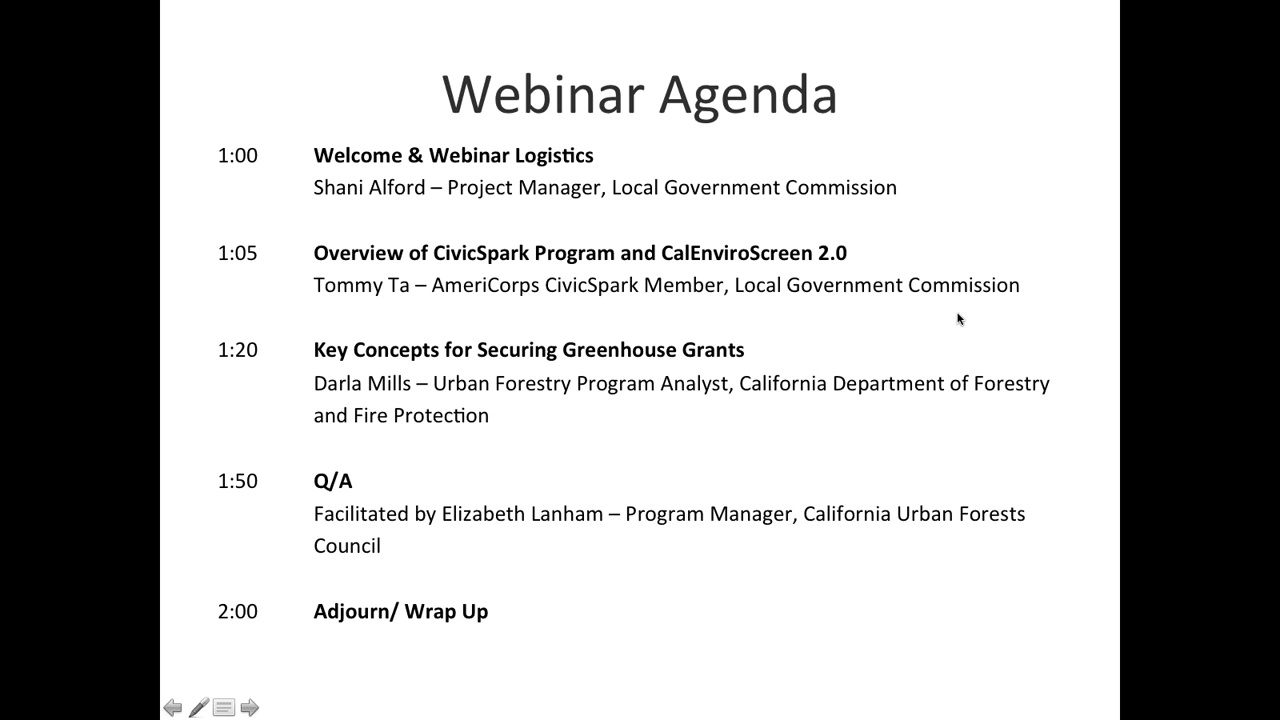 Webinar Agenda
1:00 Welcome & Webinar Logistics
Shani Alford – Project Manager, Local Government Commission
1:05 Overview of CivicSpark Program and CalEnviroScreen 2.0
Tommy Ta – AmeriCorps CivicSpark Member, Local Government Commission
1:20 Key Concepts for Securing Greenhouse Grants
Darla Mills – Urban Forestry Program Analyst, California Department of Forestry
and Fire Protection
1:50 Q/A
Facilitated by Elizabeth Lanham – Program Manager, California Urban Forests
Council
2:00 Adjourn/ Wrap Up